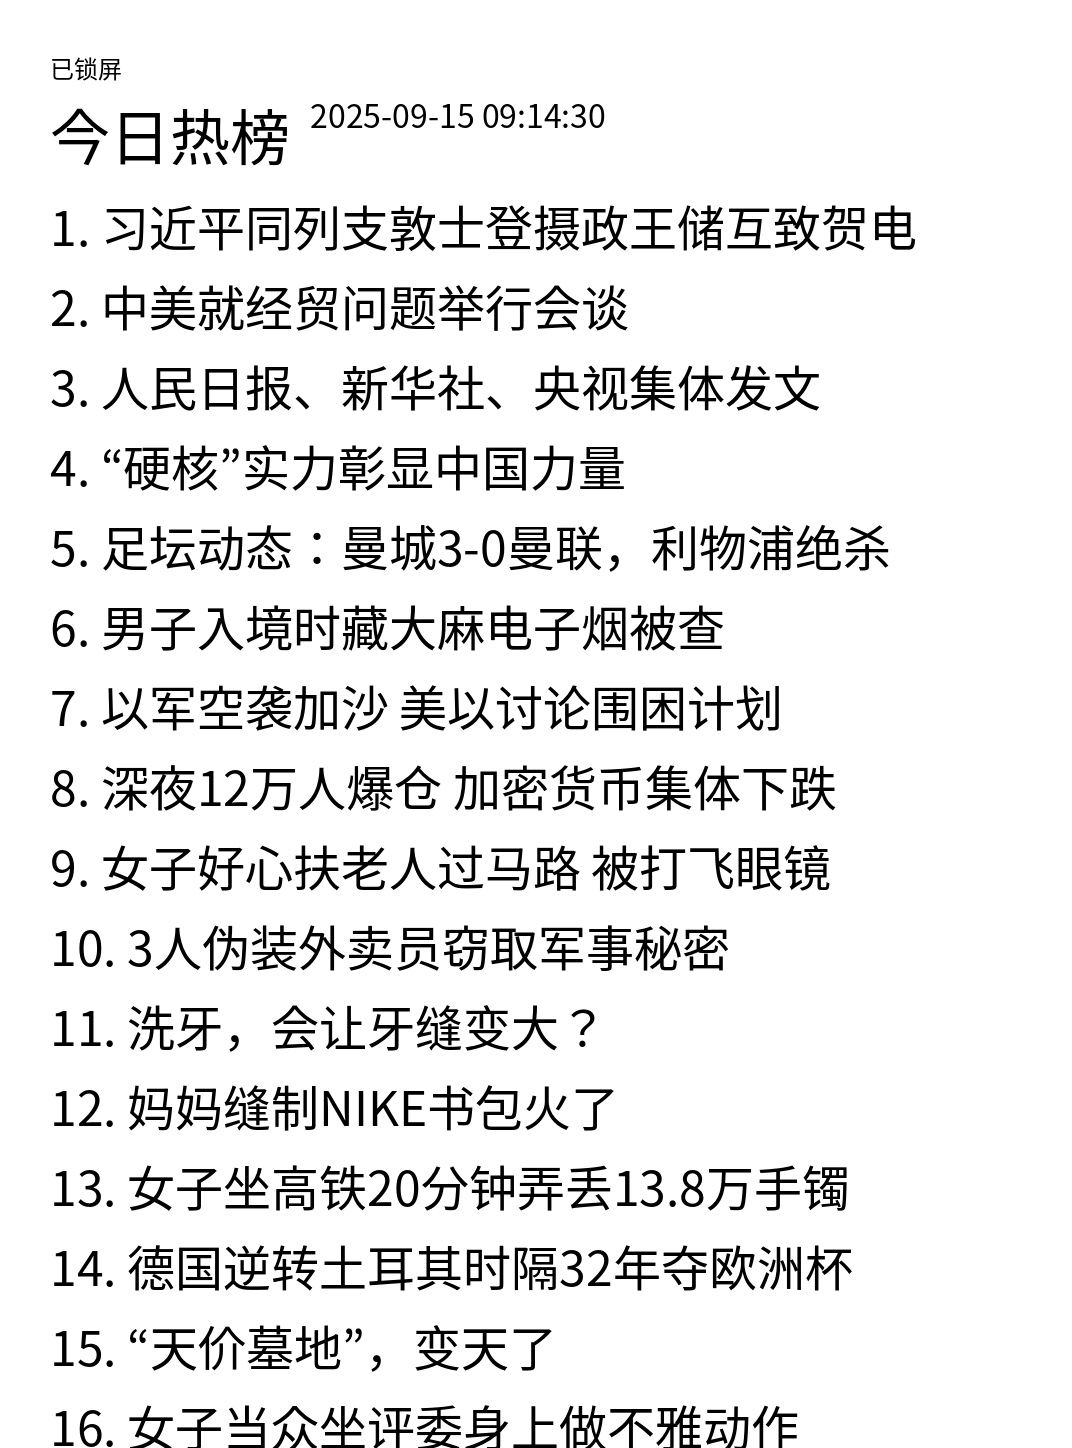 已锁屏
今日热榜 2025-09-15 09:14:30
1. 习近平同列支敦士登摄政王储互致贺电
2. 中美就经贸问题举行会谈
3. 人民日报、新华社、央视集体发文
4. “硬核”实力彰显中国力量
5. 足坛动态：曼城3-0曼联，利物浦绝杀
6. 男子入境时藏大麻电子烟被查
7. 以军空袭加沙 美以讨论围困计划
8. 深夜12万人爆仓 加密货币集体下跌
9. 女子好心扶老人过马路 被打飞眼镜
10. 3人伪装外卖员窃取军事秘密
11. 洗牙，会让牙缝变大？
12. 妈妈缝制NIKE书包火了
13. 女子坐高铁20分钟弄丢13.8万手镯
14. 德国逆转土耳其时隔32年夺欧洲杯
15. “天价墓地”，变天了
16. 女子当众坐评委身上做不雅动作